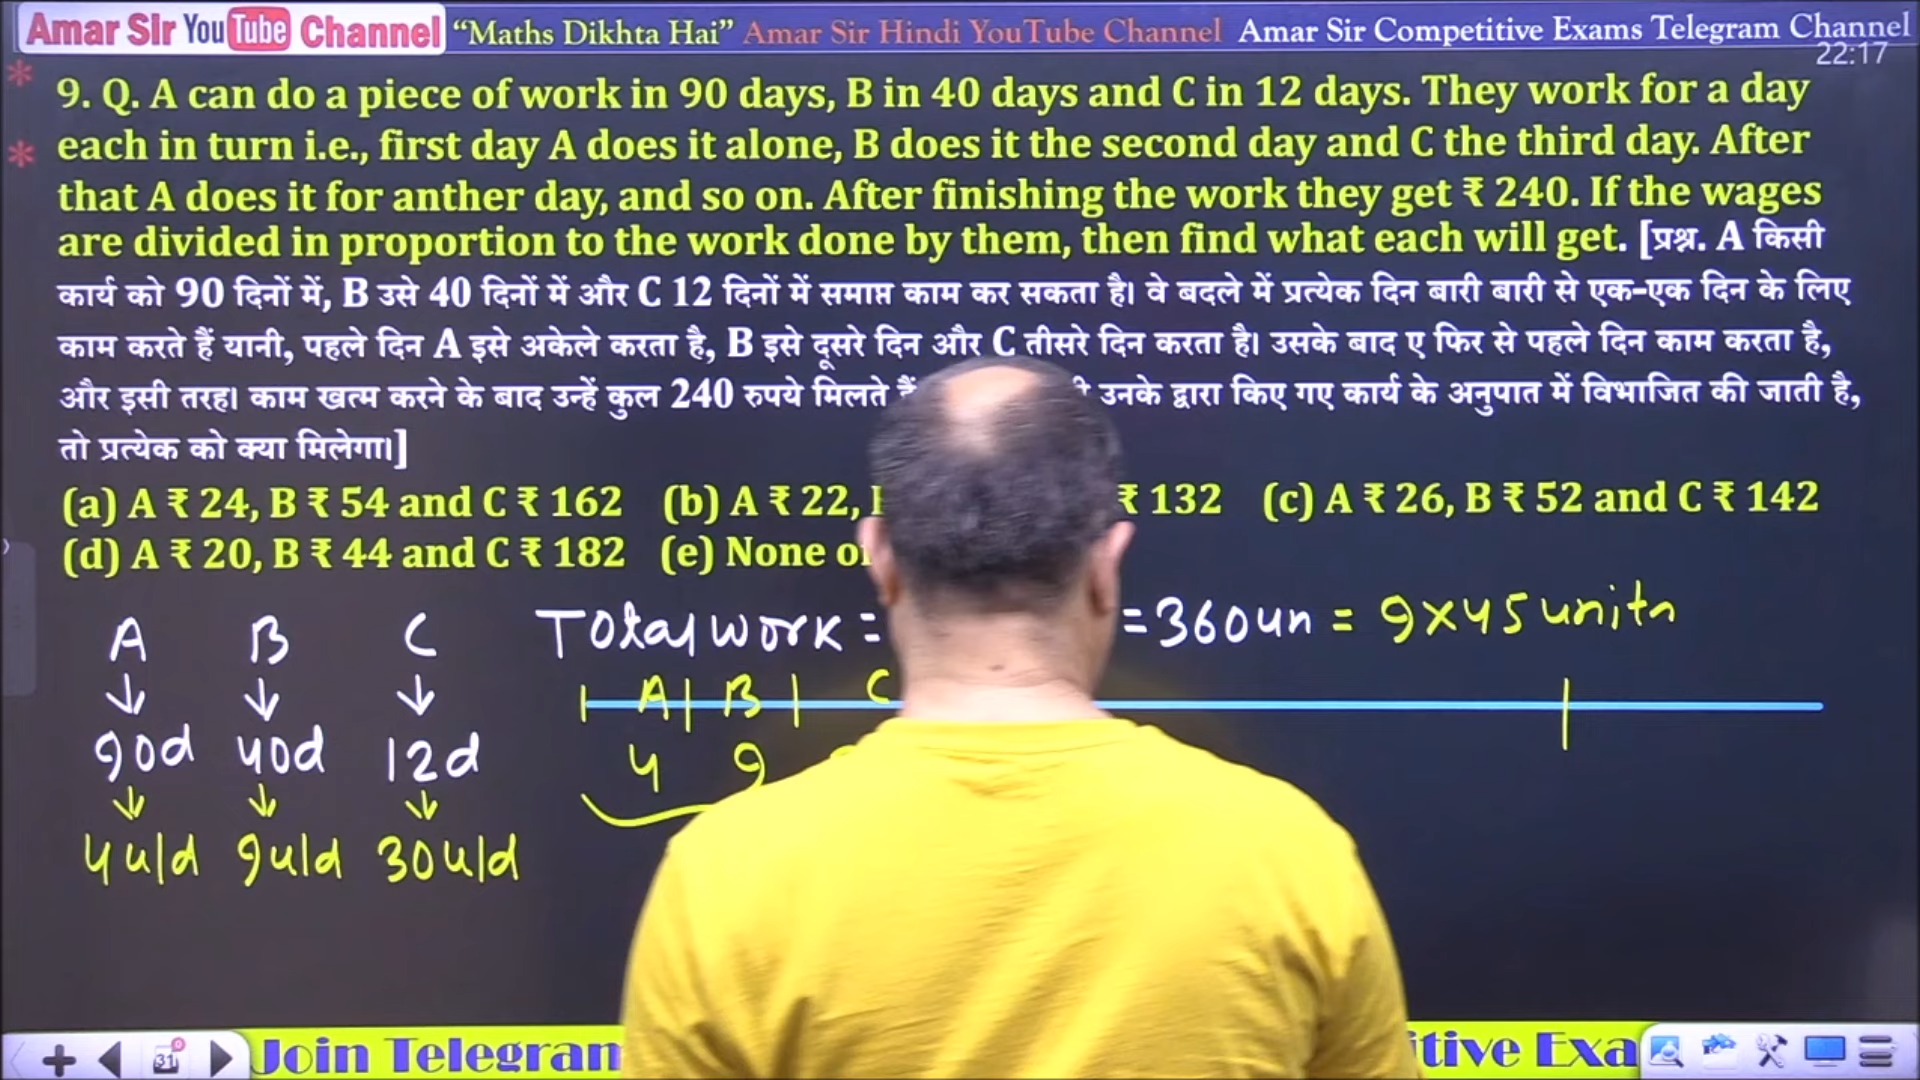 Amar Sir YouTube Channel "Maths Dikhta Hai" Amar Sir Hindi YouTube Channel Amar Sir Competitive Exams Telegram Channel
22:17
9. Q. A can do a piece of work in 90 days, B in 40 days and C in 12 days. They work for a day
each in turn i.e., first day A does it alone, B does it the second day and C the third day. After
that A does it for anther day, and so on. After finishing the work they get ₹ 240. If the wages
are divided in proportion to the work done by them, then find what each will get. [प्रश्न. A किसी
कार्य को 90 दिनों में, B उसे 40 दिनों में और C 12 दिनों में समाप्त काम कर सकता है। वे बदले में प्रत्येक दिन बारी बारी से एक-एक दिन के लिए
काम करते हैं यानी, पहले दिन A इसे अकेले करता है, B इसे दूसरे दिन और C तीसरे दिन करता है। उसके बाद ए फिर से पहले दिन काम करता है,
और इसी तरह। काम खत्म करने के बाद उन्हें कुल 240 रुपये मिलते उनके द्वारा किए गए कार्य के अनुपात में विभाजित की जाती है,
तो प्रत्येक को क्या मिलेगा।]
(a) A ₹ 24, B ₹ 54 and C ₹ 162 (b) A ₹ 22, ₹ 132 (c) A ₹ 26, B ₹ 52 and C ₹ 142
(d) A ₹ 20, B ₹ 44 and C ₹ 182 (e) None
A B C Total work = =360un = 9x45 units
↓ ↓ ↓ A B C
90d 40d 12d 4 9
↓ ↓ ↓
4u/d 9u/d 30u/d
Join Telegram
31